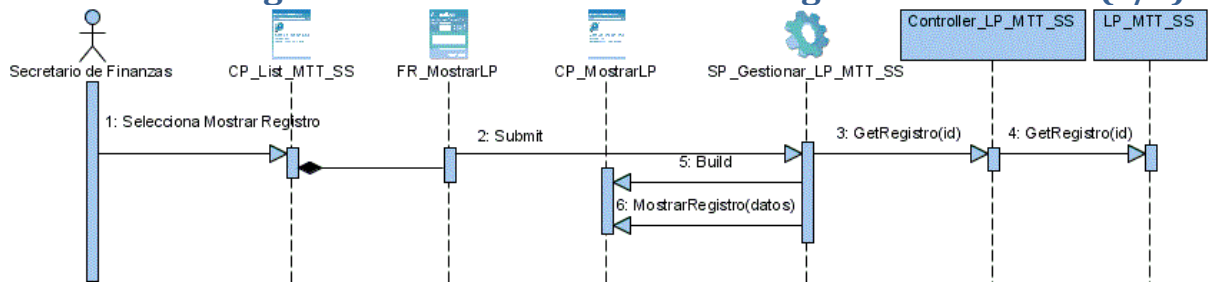 Controller_LP_MTT_SS
LP_MTT_SS
Secretario de Finanzas
CP_List_MTT_SS
FR_MostrarLP
CP_MostrarLP
SP_Gestionar_LP_MTT_SS
1: Selecciona Mostrar Registro
2: Submit
3: GetRegistro(id)
4: GetRegistro(id)
5: Build
6: MostrarRegistro(datos)